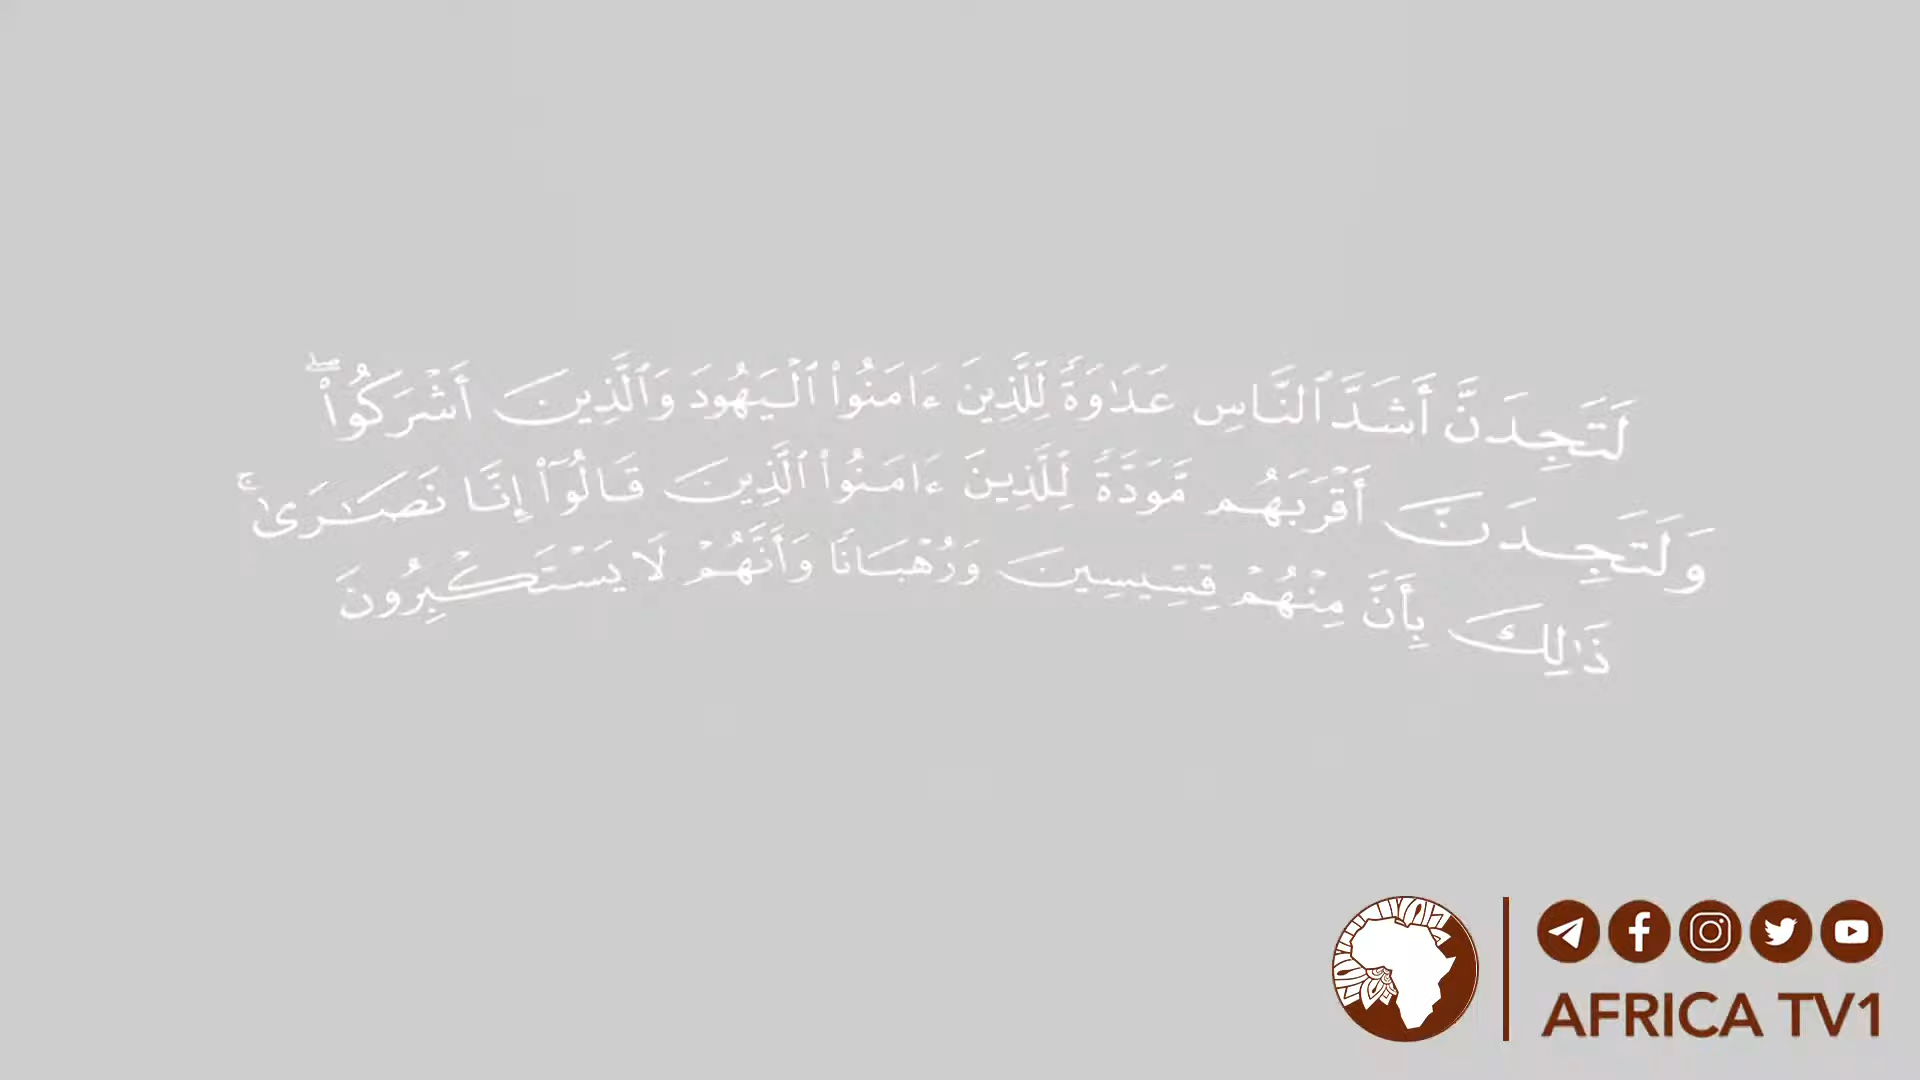 لَتَجِدَنَّ أَشَدَّ ٱلنَّاسِ عَدَٰوَةً لِّلَّذِينَ ءَامَنُوا۟ ٱلْيَهُودَ وَٱلَّذِينَ أَشْرَكُوا۟ۖ
وَلَتَجِدَنَّ أَقْرَبَهُم مَّوَدَّةً لِّلَّذِينَ ءَامَنُوا۟ ٱلَّذِينَ قَالُوٓا۟ إِنَّا نَصَٰرَىٰۚ
ذَٰلِكَ بِأَنَّ مِنْهُمْ قِسِّيسِينَ وَرُهْبَانًا وَأَنَّهُمْ لَا يَسْتَكْبِرُونَ
AFRICA TV1